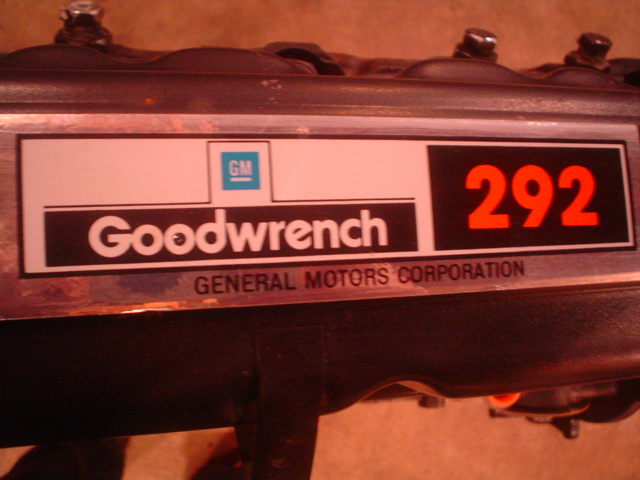 GM
Goodwrench
292
GENERAL MOTORS CORPORATION